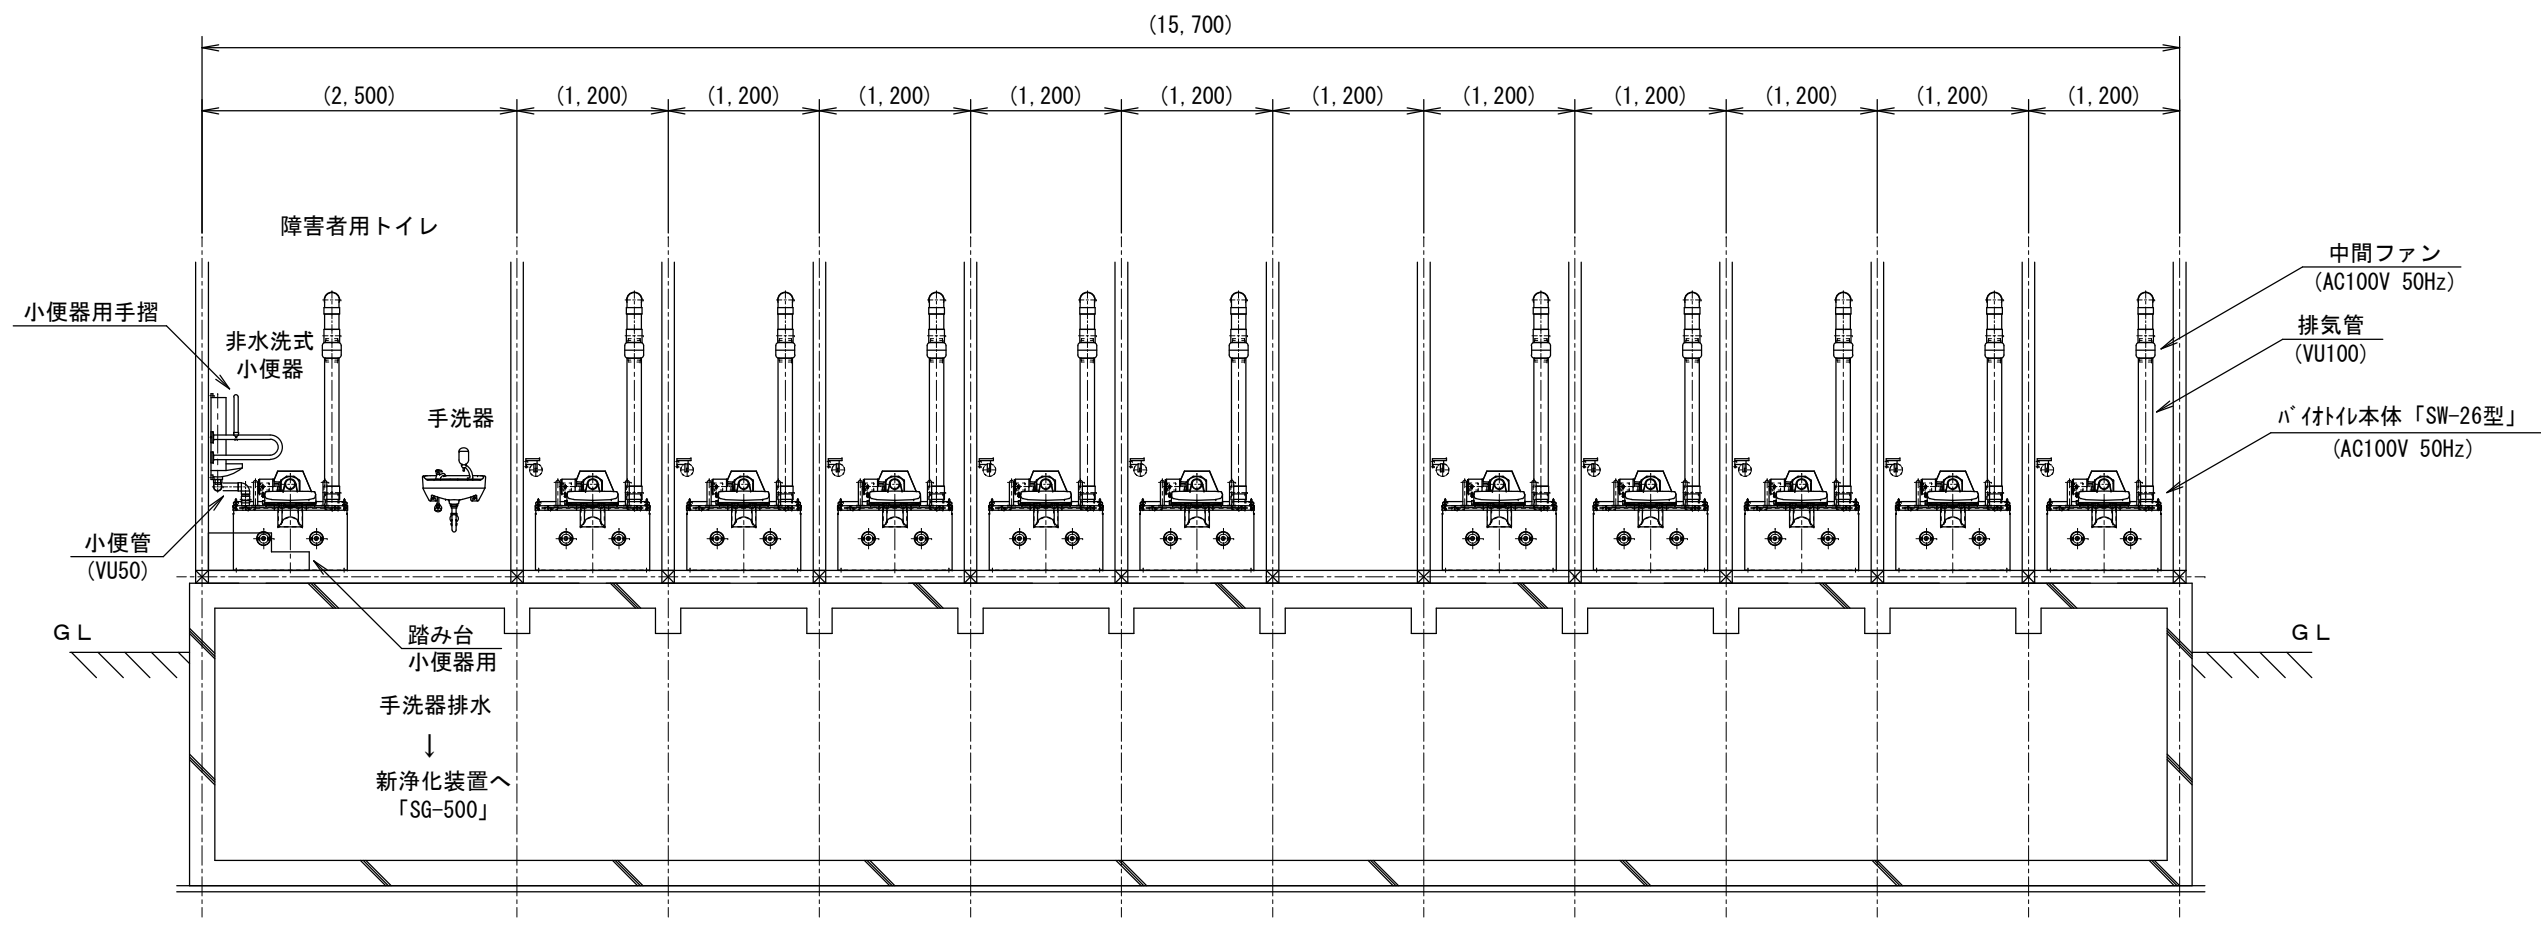 (15,700)
(2,500)
(1,200)
(1,200)
(1,200)
(1,200)
(1,200)
(1,200)
(1,200)
(1,200)
(1,200)
(1,200)
(1,200)
障害者用トイレ
中間ファン
(AC100V 50Hz)
小便器用手摺
非水洗式
小便器
排気管
(VU100)
手洗器
バイオトイレ本体「SW-26型」
(AC100V 50Hz)
小便管
(VU50)
GL
踏み台
小便器用
GL
手洗器排水
↓
新浄化装置へ
「SG-500」